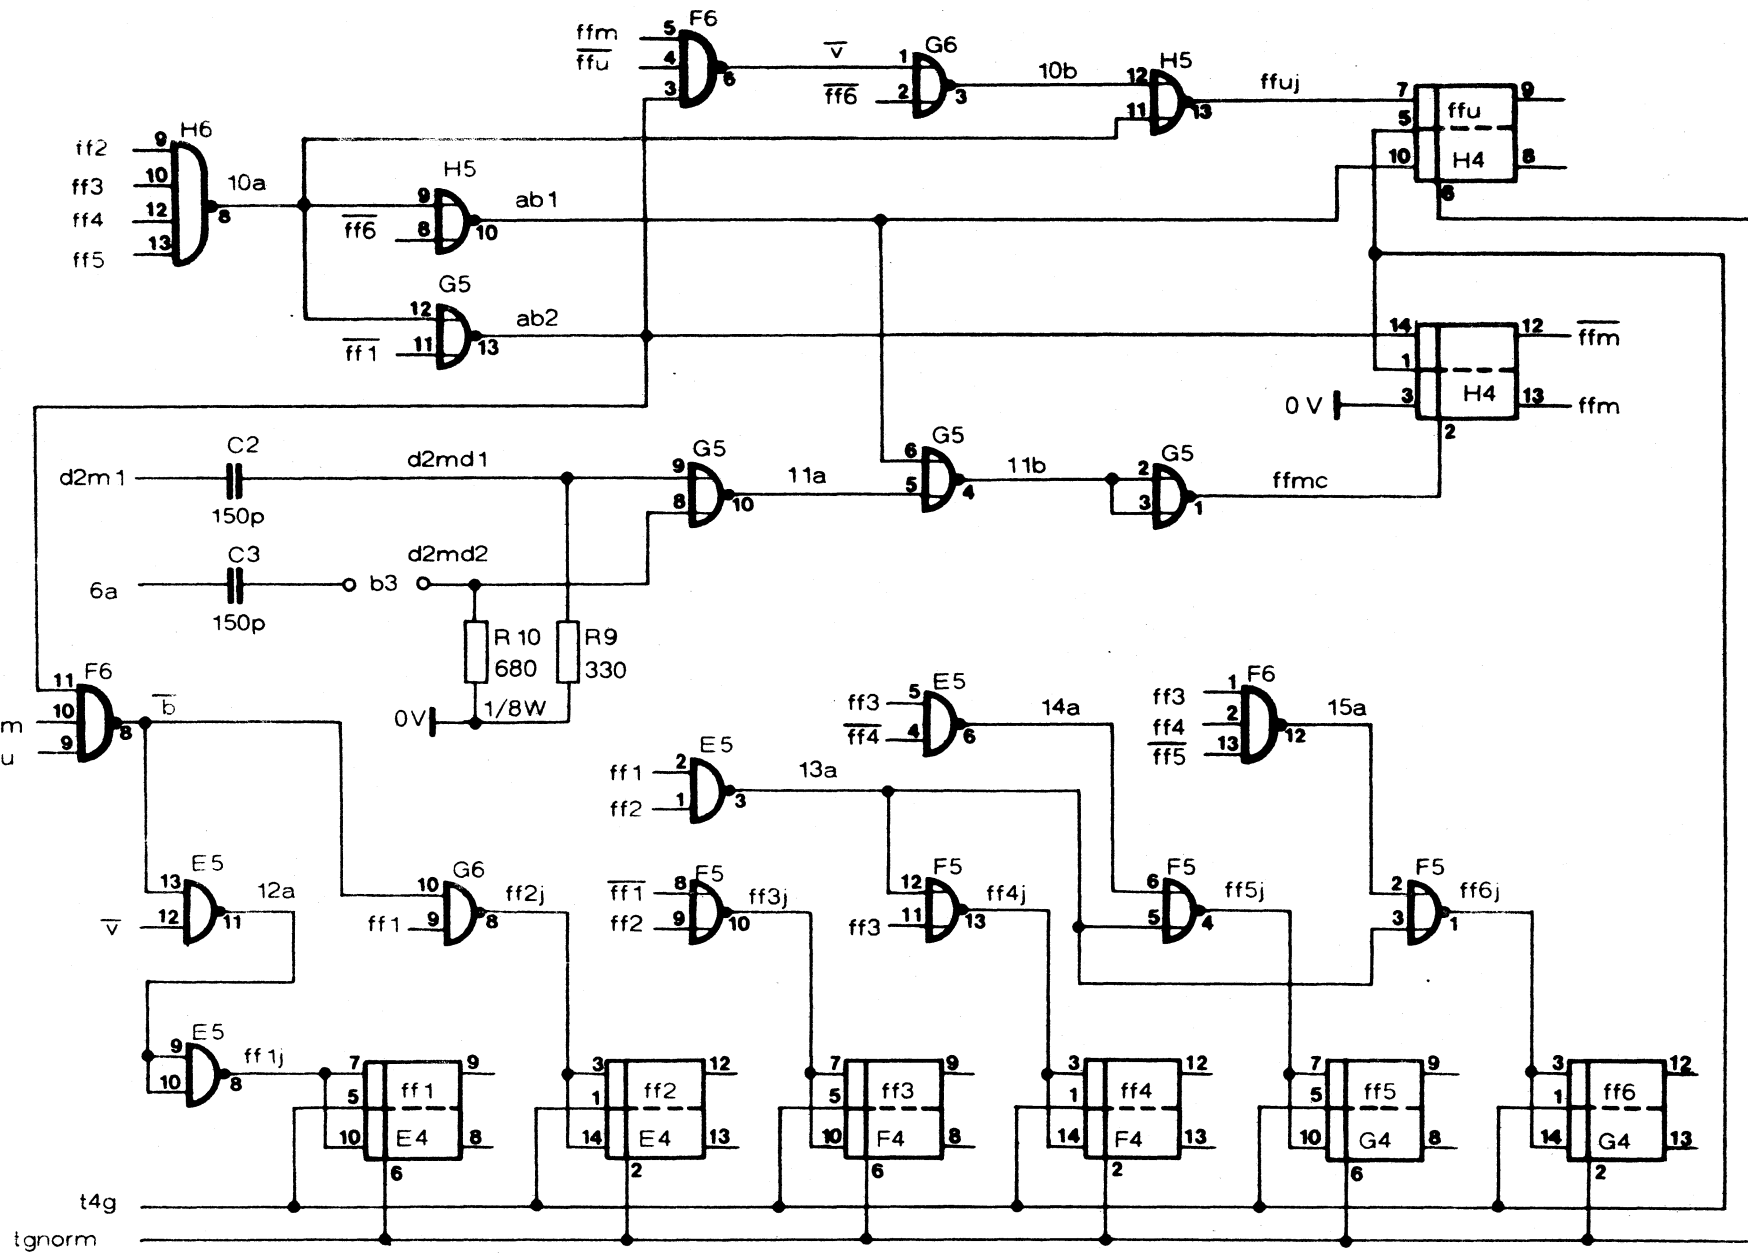 F6
ffm 5
ffu 4
3 6
v
G6
1
ff6 2 3
10b
H5
12
11 13
ffuj
7 ffu 9
5
10 H4 8
6
H6
ff2 9
ff3 10
ff4 12
ff5 13
8
10a
H5
9
ff6 8 10
ab1
G5
12
ff1 11 13
ab2
14 12 ffm
1
0 V 3 H4 13 ffm
2
C2
d2m1
150p
d2md1
G5
9
8 10
11a
G5
6
5 4
11b
G5
2
3 1
ffmc
C3
6a
150p
b3
d2md2
R10
680
R9
330
0V 1/8W
F6
11
m 10
u 9
8
b
E5
ff3 5
ff4 4 6
14a
F6
ff3 1
ff4 2
ff5 13 12
15a
E5
ff1 2
ff2 1 3
13a
E5
13
v 12 11
12a
G6
10
ff1 9 8
ff2j
F5
ff1 8
ff2 9 10
ff3j
F5
12
ff3 11 13
ff4j
F5
6
5 4
ff5j
F5
2
3 1
ff6j
E5
9
10 8
ff1j
7 ff1 9
5
10 E4 8
6
3 ff2 12
1
14 E4 13
2
7 ff3 9
5
10 F4 8
6
3 ff4 12
1
14 F4 13
2
7 ff5 9
5
10 G4 8
6
3 ff6 12
1
14 G4 13
2
t4g
tgnorm